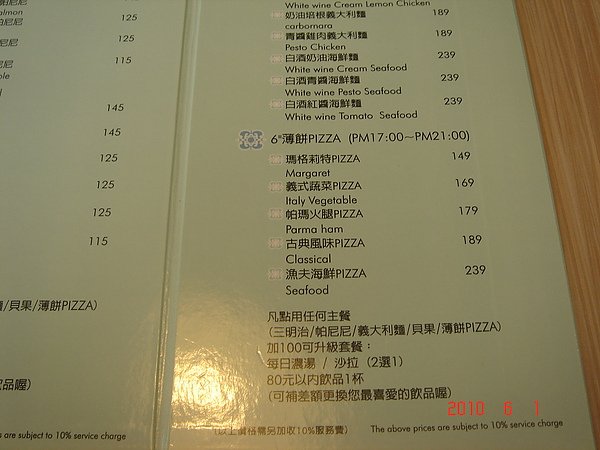 almon
帕尼尼
125
尼尼
125
尼
115
ole
145
145
125
125
125
115
/貝果/薄餅PIZZA)
飲品喔)
s are subject to 10% service charge
White wine Cream Lemon Chicken
奶油培根義大利麵 189
carbornara
青醬雞肉義大利麵 189
Pesto Chicken
白酒奶油海鮮麵 239
White wine Cream Seafood
白酒青醬海鮮麵 239
White wine Pesto Seafood
白酒紅醬海鮮麵 239
White wine Tomato Seafood
6"薄餅PIZZA (PM17:00~PM21:00)
瑪格莉特PIZZA 149
Margaret
義式蔬菜PIZZA 169
Italy Vegetable
帕瑪火腿PIZZA 179
Parma ham
古典風味PIZZA 189
Classical
漁夫海鮮PIZZA 239
Seafood
凡點用任何主餐
(三明治/帕尼尼/義大利麵/貝果/薄餅PIZZA)
加100可升級套餐：
每日濃湯 / 沙拉 (2選1)
80元以內飲品1杯
(可補差額更換您最喜愛的飲品喔)
(以上價格需另加收10%服務費) The above prices are subject to 10% service charge
2010 6 1